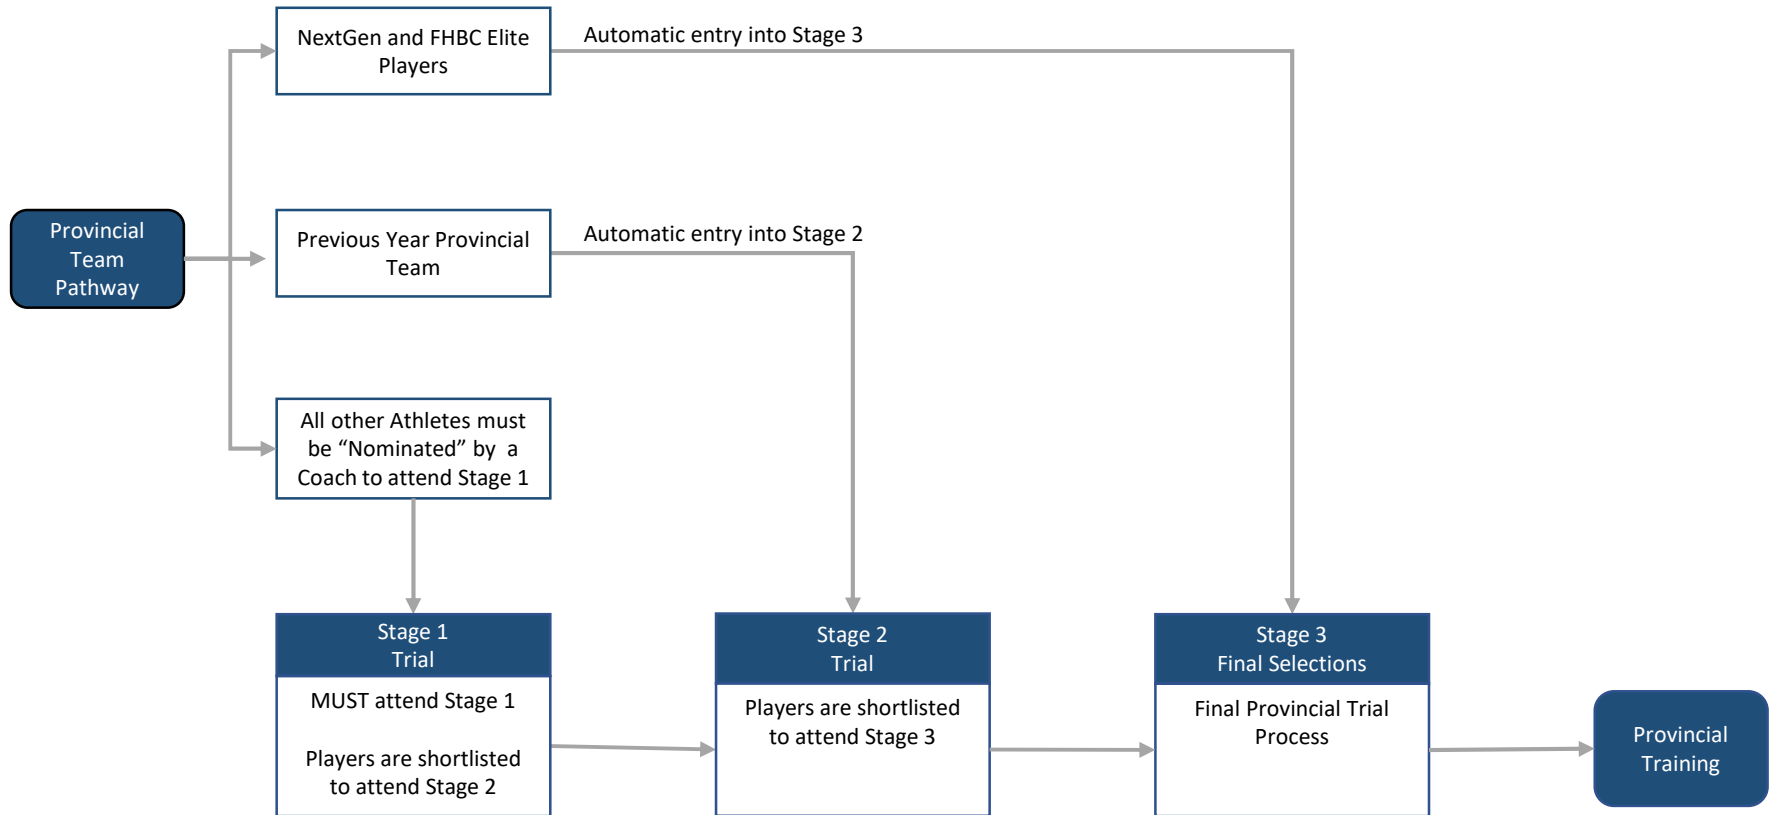 NextGen and FHBC Elite
Players
Automatic entry into Stage 3
Provincial
Team
Pathway
Previous Year Provincial
Team
Automatic entry into Stage 2
All other Athletes must
be “Nominated” by  a
Coach to attend Stage 1
Stage 1
Trial
MUST attend Stage 1
Players are shortlisted
to attend Stage 2
Stage 2
Trial
Players are shortlisted
to attend Stage 3
Stage 3
Final Selections
Final Provincial Trial
Process
Provincial
Training